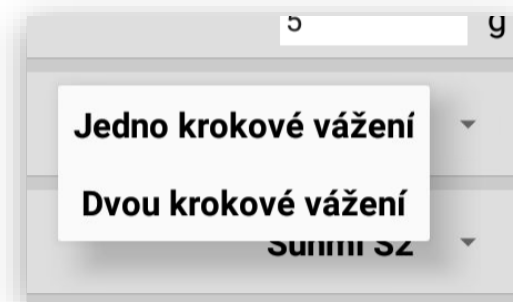 5 g
Jedno krokové vážení
Dvou krokové vážení
Sunmi S2